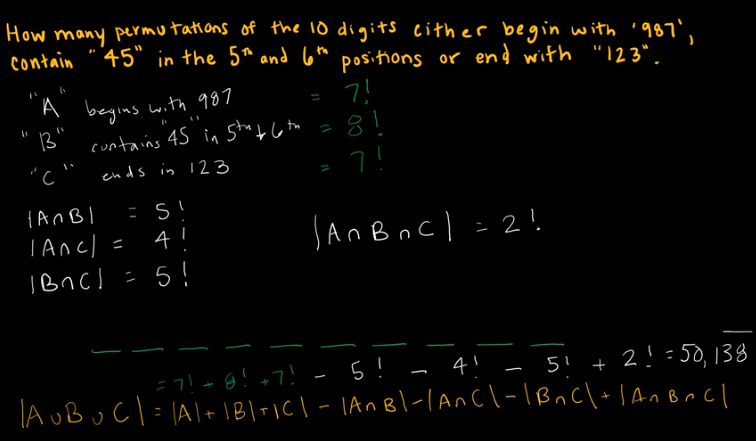 How many permutations of the 10 digits either begin with '987',
contain "45" in the 5th and 6th positions or end with "123".
"A" begins with 987 = 7!
"B" contains "45" in 5th + 6th = 8!
"C" ends in 123 = 7!
|A∩B| = 5!
|A∩C| = 4!
|B∩C| = 5!
|A∩B∩C| = 2!
= 7! + 8! + 7! - 5! - 4! - 5! + 2! = 50,138
|A∪B∪C| = |A|+|B|+|C| - |A∩B| - |A∩C| - |B∩C| + |A∩B∩C|